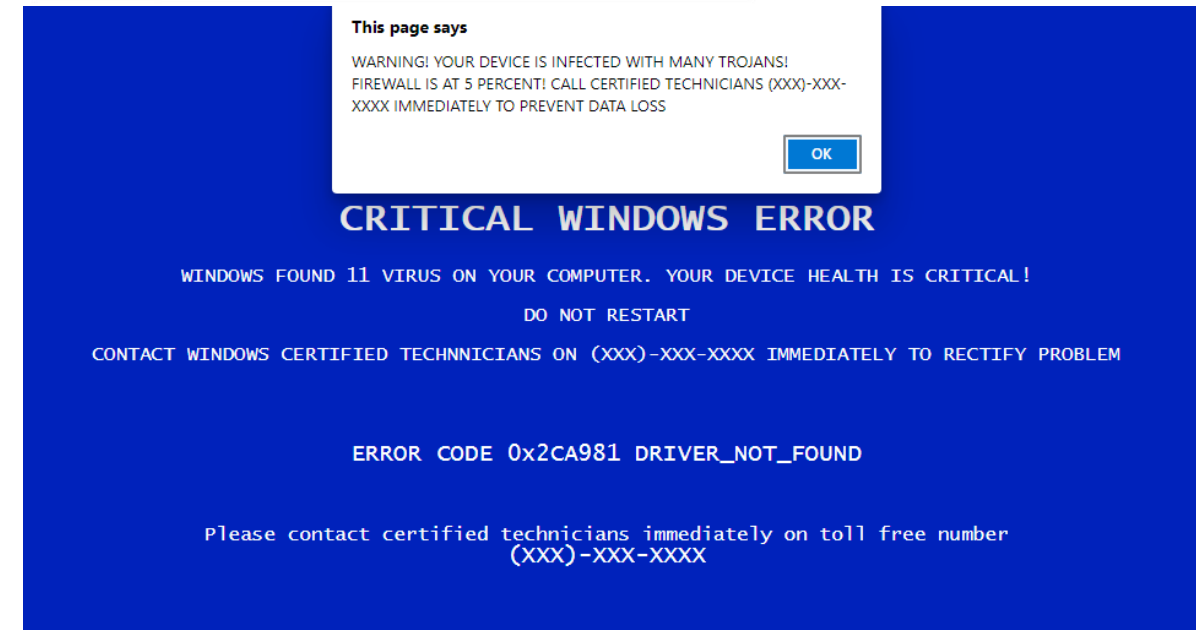 This page says
WARNING! YOUR DEVICE IS INFECTED WITH MANY TROJANS!
FIREWALL IS AT 5 PERCENT! CALL CERTIFIED TECHNICIANS (XXX)-XXX-
XXXX IMMEDIATELY TO PREVENT DATA LOSS
OK
CRITICAL WINDOWS ERROR
WINDOWS FOUND 11 VIRUS ON YOUR COMPUTER. YOUR DEVICE HEALTH IS CRITICAL!
DO NOT RESTART
CONTACT WINDOWS CERTIFIED TECHNNICIANS ON (XXX)-XXX-XXXX IMMEDIATELY TO RECTIFY PROBLEM
ERROR CODE 0x2CA981 DRIVER_NOT_FOUND
Please contact certified technicians immediately on toll free number
(XXX)-XXX-XXXX